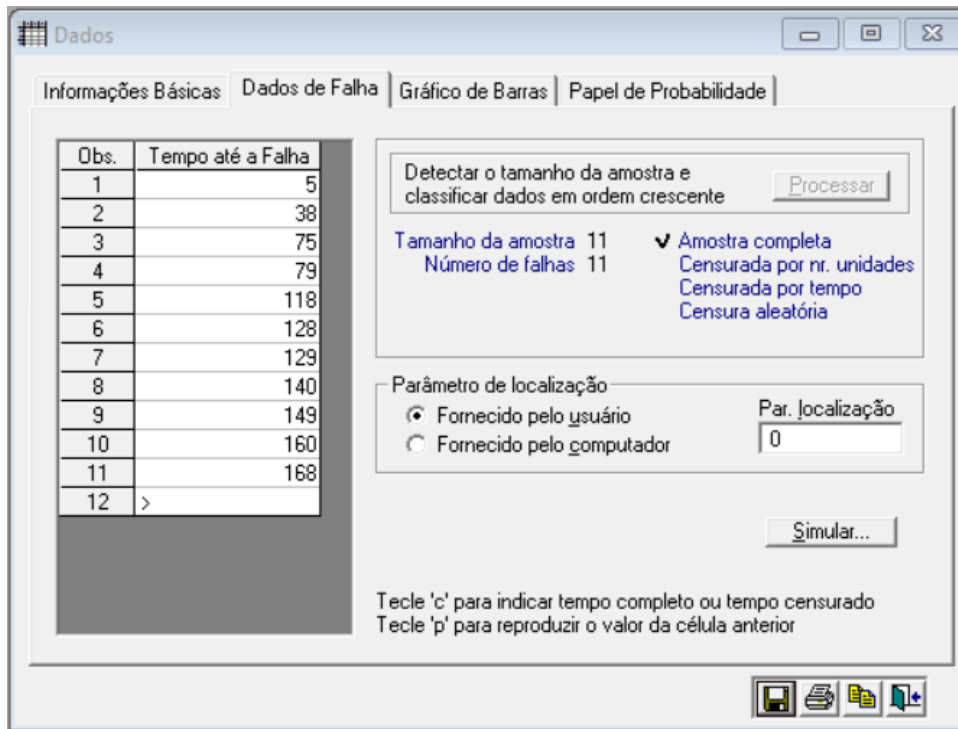 Dados
Informações Básicas Dados de Falha Gráfico de Barras Papel de Probabilidade
Obs. Tempo até a Falha
1 5
2 38
3 75
4 79
5 118
6 128
7 129
8 140
9 149
10 160
11 168
12 >
Detectar o tamanho da amostra e
classificar dados em ordem crescente
Processar
Tamanho da amostra 11
Número de falhas 11
Amostra completa
Censurada por nr. unidades
Censurada por tempo
Censura aleatória
Parâmetro de localização
Fornecido pelo usuário
Fornecido pelo computador
Par. localização
0
Simular...
Tecle 'c' para indicar tempo completo ou tempo censurado
Tecle 'p' para reproduzir o valor da célula anterior